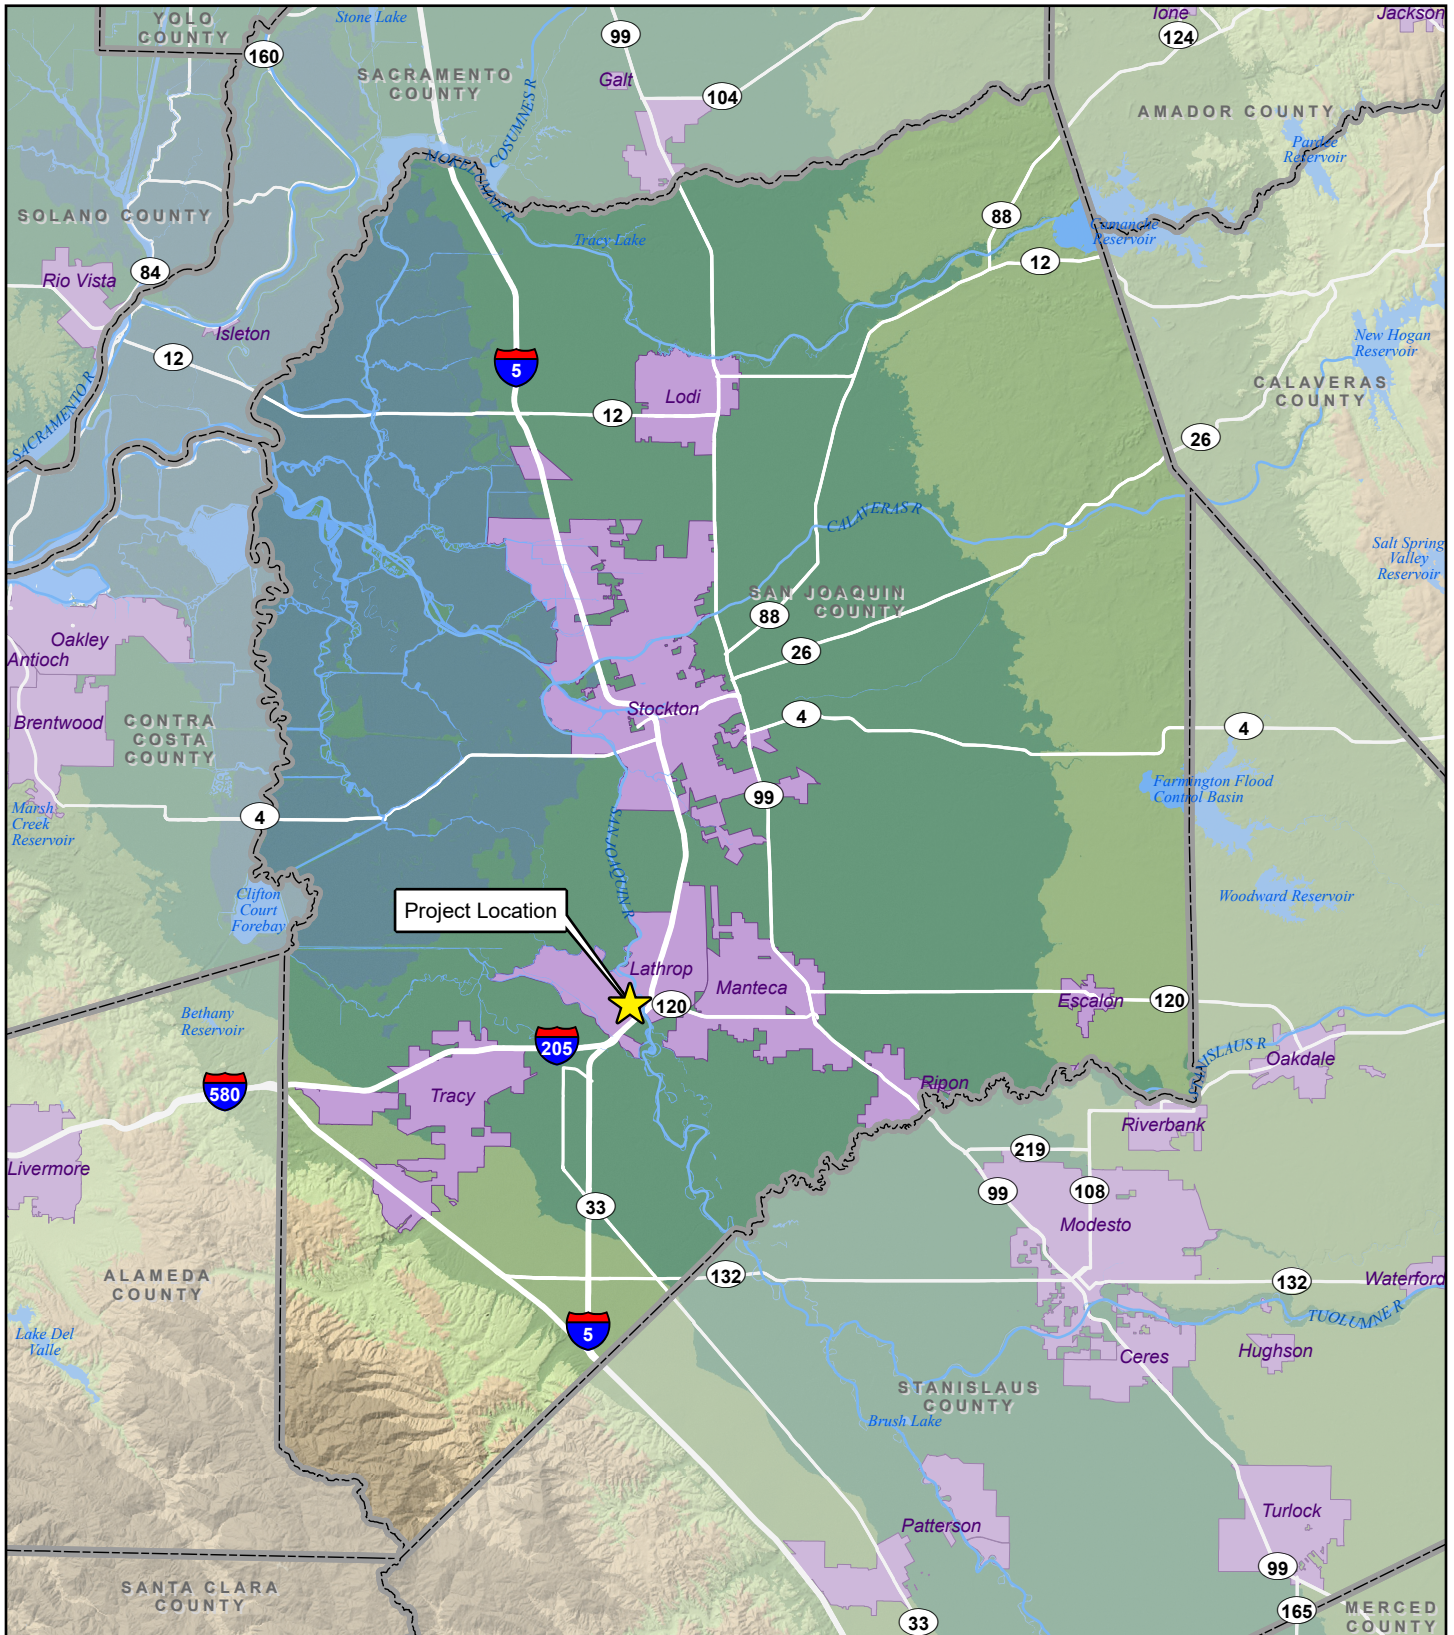 YOLO
COUNTY
Stone Lake
99
Ione
Jackson
124
160
SACRAMENTO
COUNTY
Galt
104
COSUMNES R
AMADOR COUNTY
Pardee
Reservoir
MOKELUMNE R
SOLANO COUNTY
88
Camanche
Reservoir
Tracy Lake
12
84
Rio Vista
Isleton
12
5
New Hogan
Reservoir
CALAVERAS
COUNTY
Lodi
12
SACRAMENTO R
26
CALAVERAS R
Salt Spring
Valley
Reservoir
SAN JOAQUIN
COUNTY
88
26
Oakley
Antioch
Brentwood
CONTRA
COSTA
COUNTY
Stockton
4
4
Farmington Flood
Control Basin
99
Marsh
Creek
Reservoir
4
SAN JOAQUIN R
Clifton
Court
Forebay
Woodward Reservoir
Project Location
Lathrop
Manteca
120
Escalon
120
Bethany
Reservoir
205
STANISLAUS R
Oakdale
580
Tracy
Ripon
Riverbank
Livermore
219
99
108
33
Modesto
ALAMEDA
COUNTY
132
132
Waterford
TUOLUMNE R
5
Lake Del
Valle
Ceres
Hughson
STANISLAUS
COUNTY
Brush Lake
Patterson
Turlock
99
SANTA CLARA
COUNTY
33
165
MERCED
COUNTY